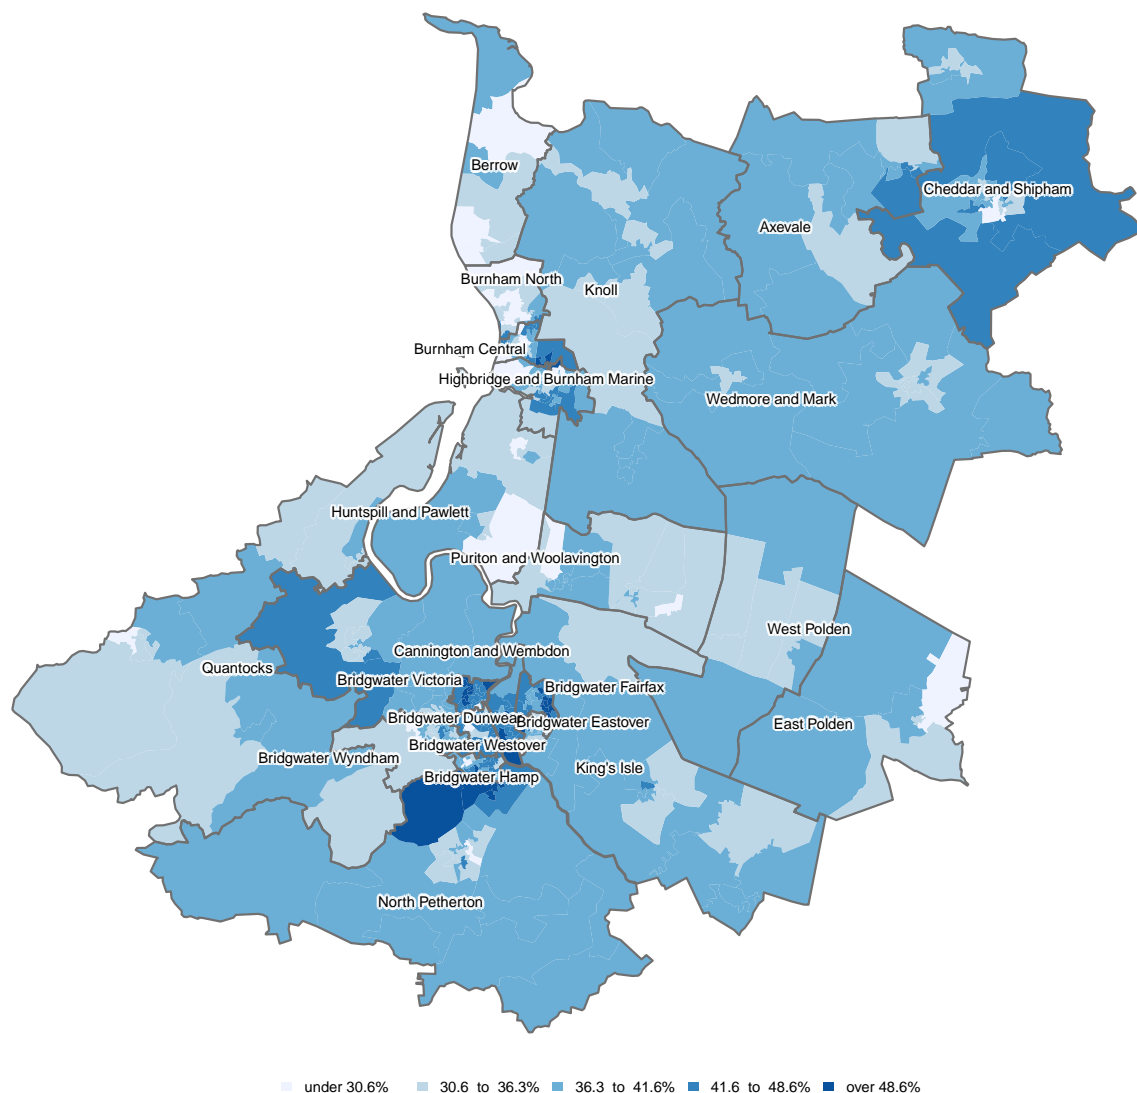 Berrow
Cheddar and Shipham
Axevale
Burnham North
Knoll
Burnham Central
Highbridge and Burnham Marine
Wedmore and Mark
Huntspill and Pawlett
Puriton and Woolavington
West Polden
Cannington and Wembdon
Quantocks
Bridgwater Victoria
Bridgwater Fairfax
Bridgwater Dunwear
Bridgwater Eastover
East Polden
Bridgwater Westover
Bridgwater Wyndham
King's Isle
Bridgwater Hamp
North Petherton
under 30.6% 30.6 to 36.3% 36.3 to 41.6% 41.6 to 48.6% over 48.6%